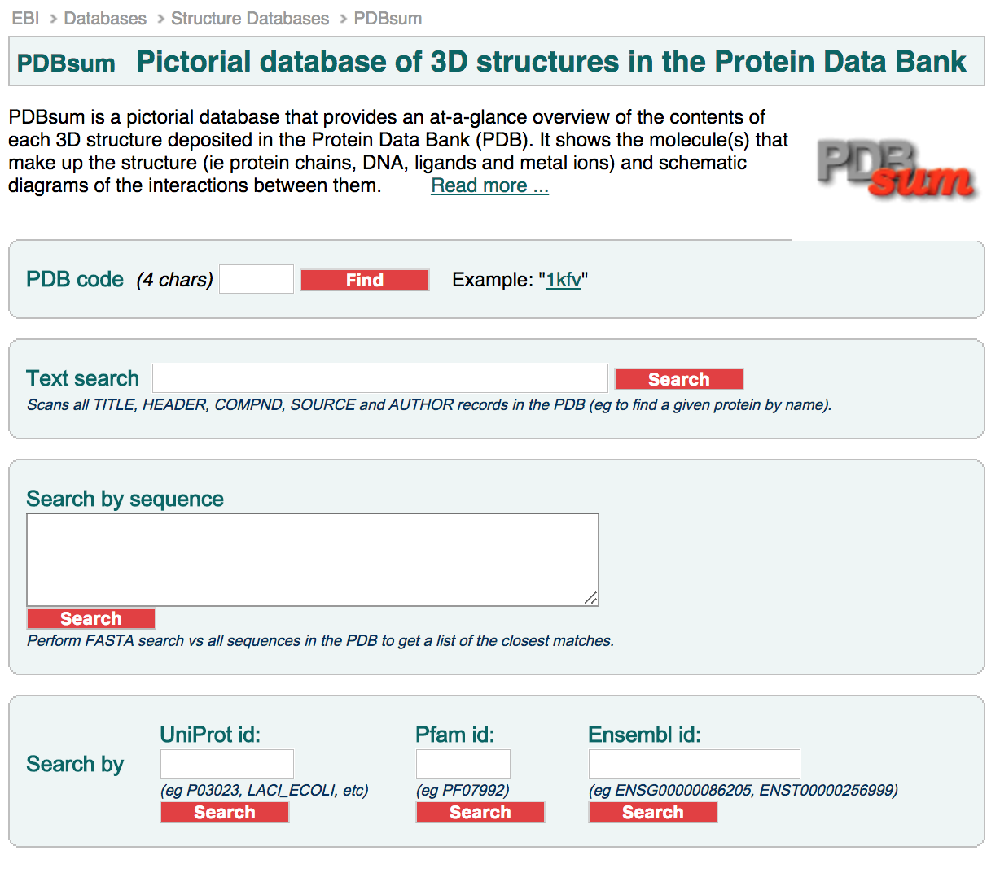 EBI > Databases > Structure Databases > PDBsum
PDBsum Pictorial database of 3D structures in the Protein Data Bank
PDBsum is a pictorial database that provides an at-a-glance overview of the contents of
each 3D structure deposited in the Protein Data Bank (PDB). It shows the molecule(s) that
make up the structure (ie protein chains, DNA, ligands and metal ions) and schematic
diagrams of the interactions between them. Read more ...
PDB
sum
PDB code (4 chars) Find Example: "1kfv"
Text search Search
Scans all TITLE, HEADER, COMPND, SOURCE and AUTHOR records in the PDB (eg to find a given protein by name).
Search by sequence
Search
Perform FASTA search vs all sequences in the PDB to get a list of the closest matches.
UniProt id: Pfam id: Ensembl id:
Search by
(eg P03023, LACI_ECOLI, etc) (eg PF07992) (eg ENSG00000086205, ENST00000256999)
Search Search Search